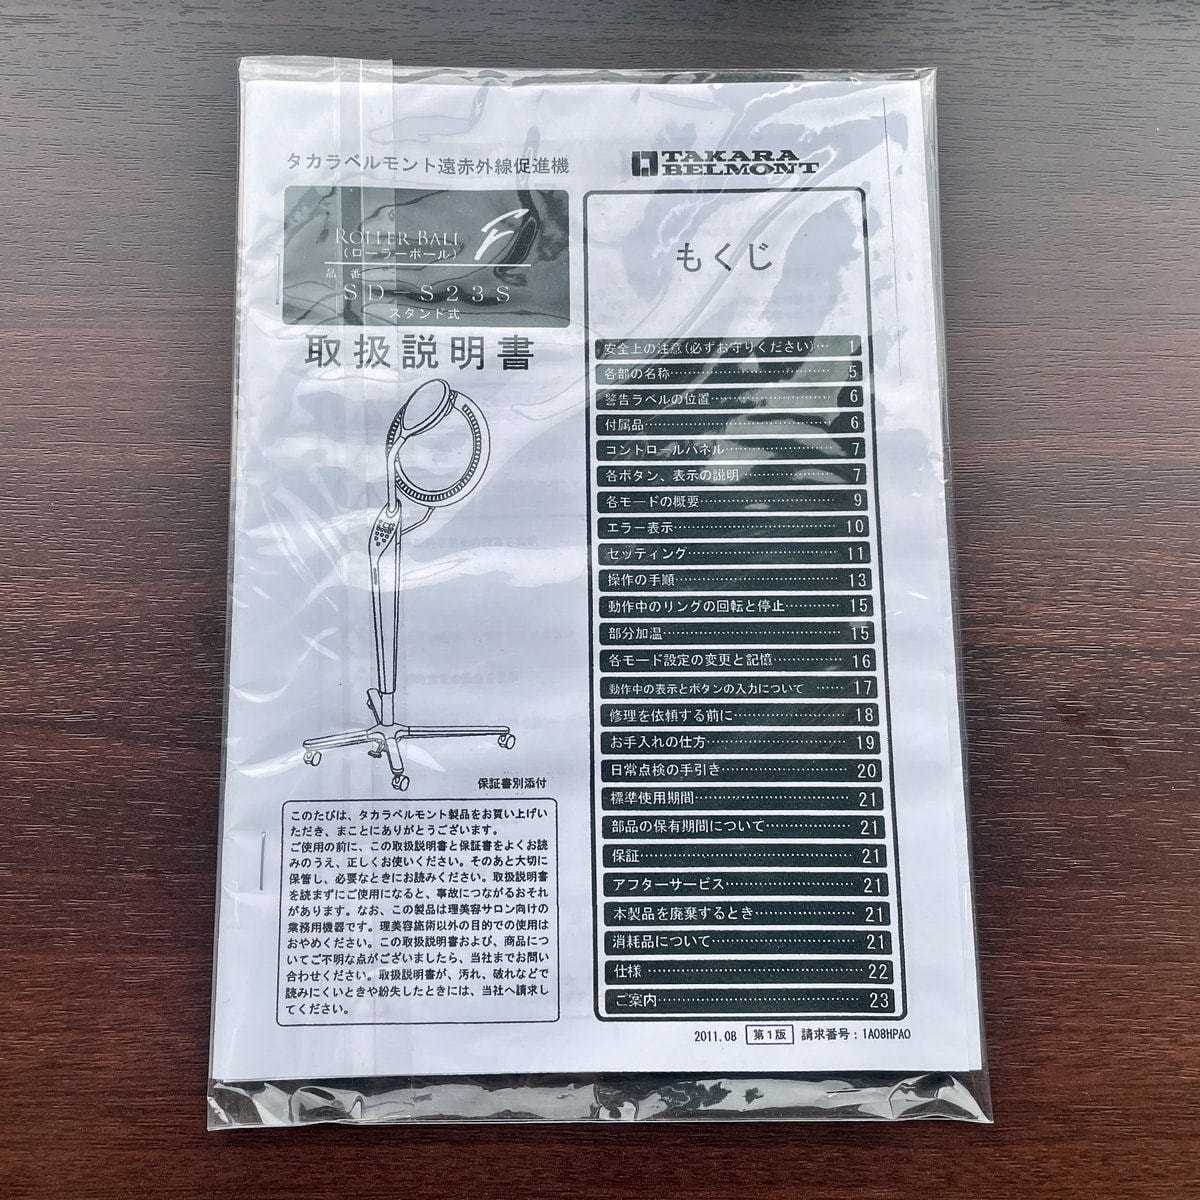 タカラベルモント遠赤外線促進機
TAKARA
BELMONT
ROLLER BALL F
(ローラーボール)
品番
SD-S23S
スタンド式
取扱説明書
保証書別添付
このたびは、タカラベルモント製品をお買い上げい
ただき、まことにありがとうございます。
ご使用の前に、この取扱説明書と保証書をよくお読
みのうえ、正しくお使いください。そのあと大切に
保管し、必要なときにお読みください。取扱説明書
を読まずにご使用になると、事故につながるおそれ
があります。なお、この製品は理美容サロン向けの
業務用機器です。理美容施術以外の目的での使用は
おやめください。この取扱説明書および、商品につ
いてご不明な点がございましたら、当社までお問い
合わせください。取扱説明書が、汚れ、破れなどで
読みにくいときや紛失したときには、当社へ請求し
てください。
もくじ
安全上の注意(必ずお守りください)… 1
各部の名称…………………… 5
警告ラベルの位置……………… 6
付属品…………………… 6
コントロールパネル……………… 7
各ボタン、表示の説明…………… 7
各モードの概要……………… 9
エラー表示…………………… 10
セッティング…………………… 11
操作の手順…………………… 13
動作中のリングの回転と停止………… 15
部分加温…………………… 15
各モード設定の変更と記憶………… 16
動作中の表示とボタンの入力について …… 17
修理を依頼する前に……………… 18
お手入れの仕方……………… 19
日常点検の手引き……………… 20
標準使用期間…………………… 21
部品の保有期間について………… 21
保証…………………… 21
アフターサービス……………… 21
本製品を廃棄するとき……………… 21
消耗品について……………… 21
仕様…………………… 22
ご案内…………………… 23
2011.08 第1版 請求番号:1A08HPA0